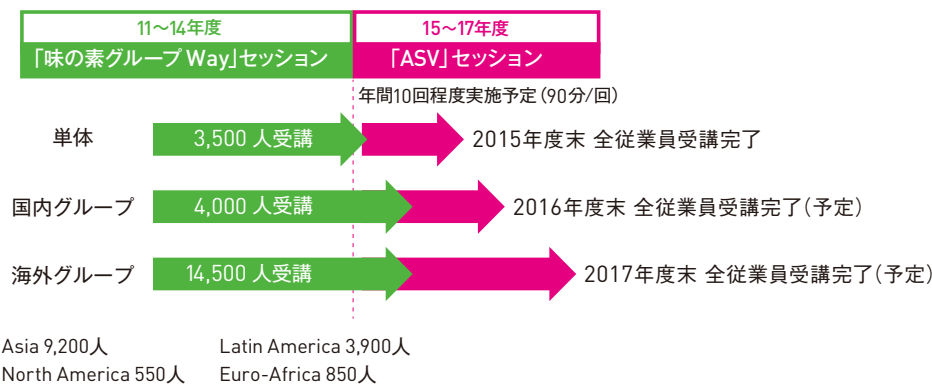 11〜14年度
15〜17年度
「味の素グループ Way」セッション
「ASV」セッション
年間10回程度実施予定（90分/回）
単体
3,500 人受講
2015年度末 全従業員受講完了
国内グループ
4,000 人受講
2016年度末 全従業員受講完了（予定）
海外グループ
14,500 人受講
2017年度末 全従業員受講完了（予定）
Asia 9,200人
Latin America 3,900人
North America 550人
Euro-Africa 850人